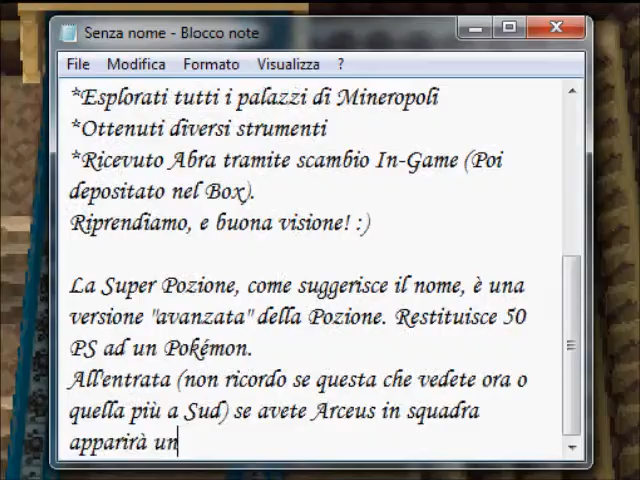 Senza nome - Blocco note
File Modifica Formato Visualizza ?
*Esplorati tutti i palazzi di Mineropoli
*Ottenuti diversi strumenti
*Ricevuto Abra tramite scambio In-Game (Poi
depositato nel Box).
Riprendiamo, e buona visione! :)
La Super Pozione, come suggerisce il nome, è una
versione "avanzata" della Pozione. Restituisce 50
PS ad un Pokémon.
All'entrata (non ricordo se questa che vedete ora o
quella più a Sud) se avete Arceus in squadra
apparirà un